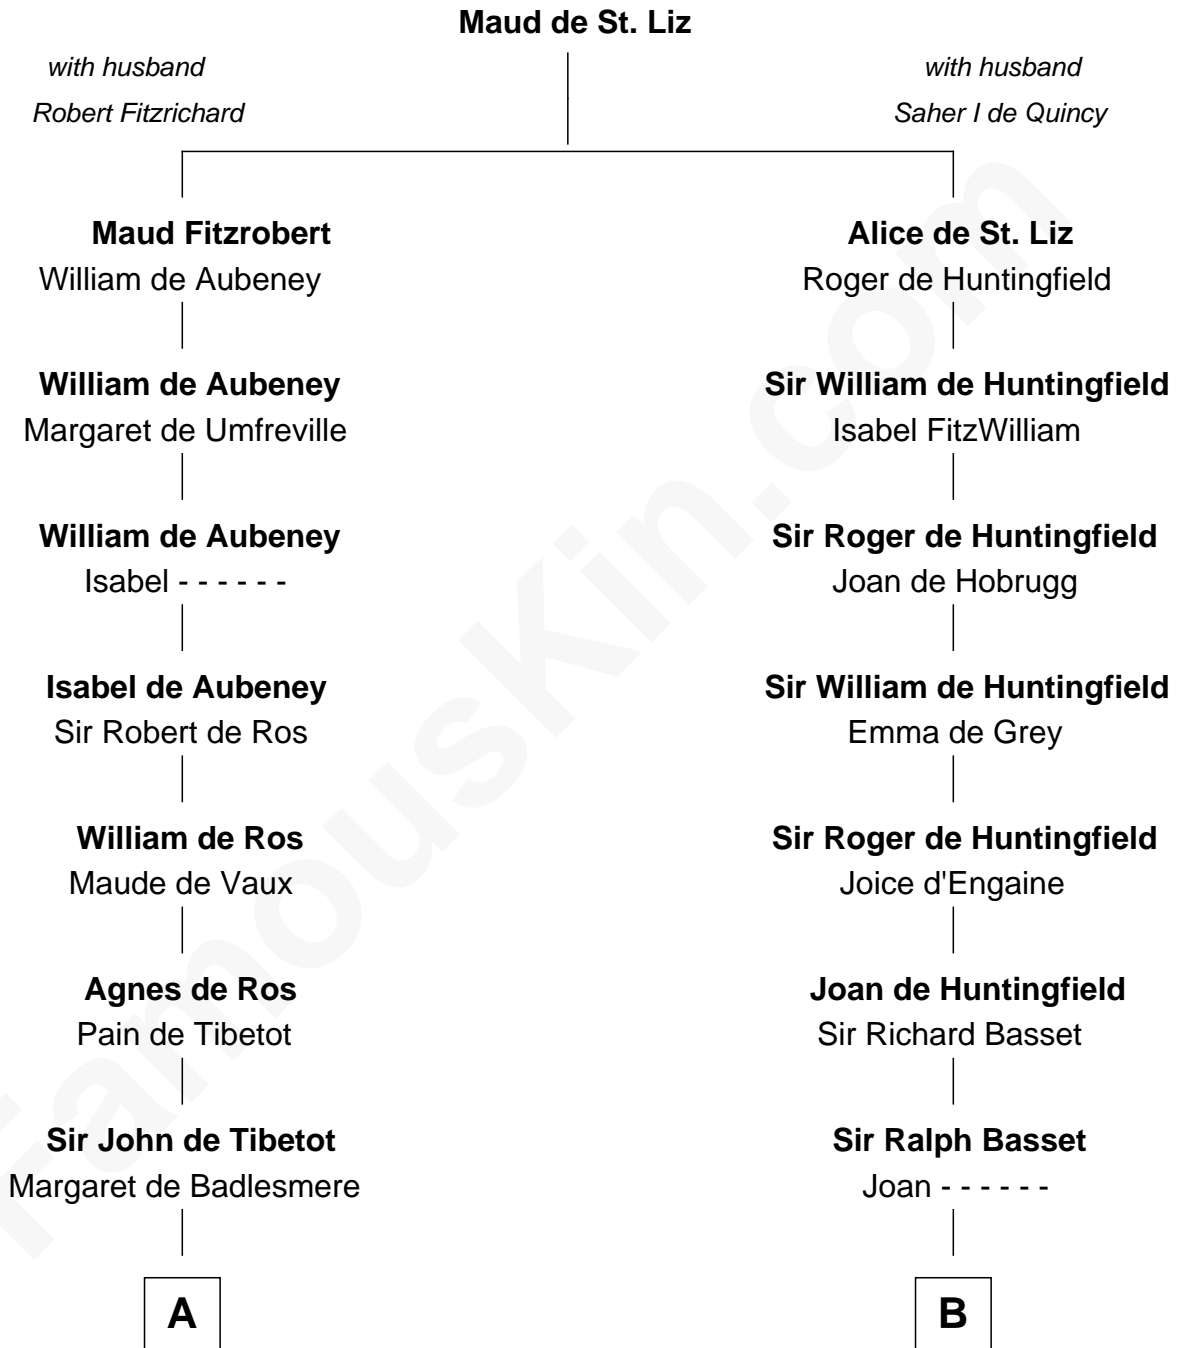 Maud de St. Liz
with husband
Robert Fitzrichard
with husband
Saher I de Quincy
Maud Fitzrobert
William de Aubeney
Alice de St. Liz
Roger de Huntingfield
William de Aubeney
Margaret de Umfreville
Sir William de Huntingfield
Isabel FitzWilliam
William de Aubeney
Isabel - - - - - -
Sir Roger de Huntingfield
Joan de Hobrugg
Isabel de Aubeney
Sir Robert de Ros
Sir William de Huntingfield
Emma de Grey
William de Ros
Maude de Vaux
Sir Roger de Huntingfield
Joice d'Engaine
Agnes de Ros
Pain de Tibetot
Joan de Huntingfield
Sir Richard Basset
Sir John de Tibetot
Margaret de Badlesmere
Sir Ralph Basset
Joan - - - - - -
A
B
FamousKin.com